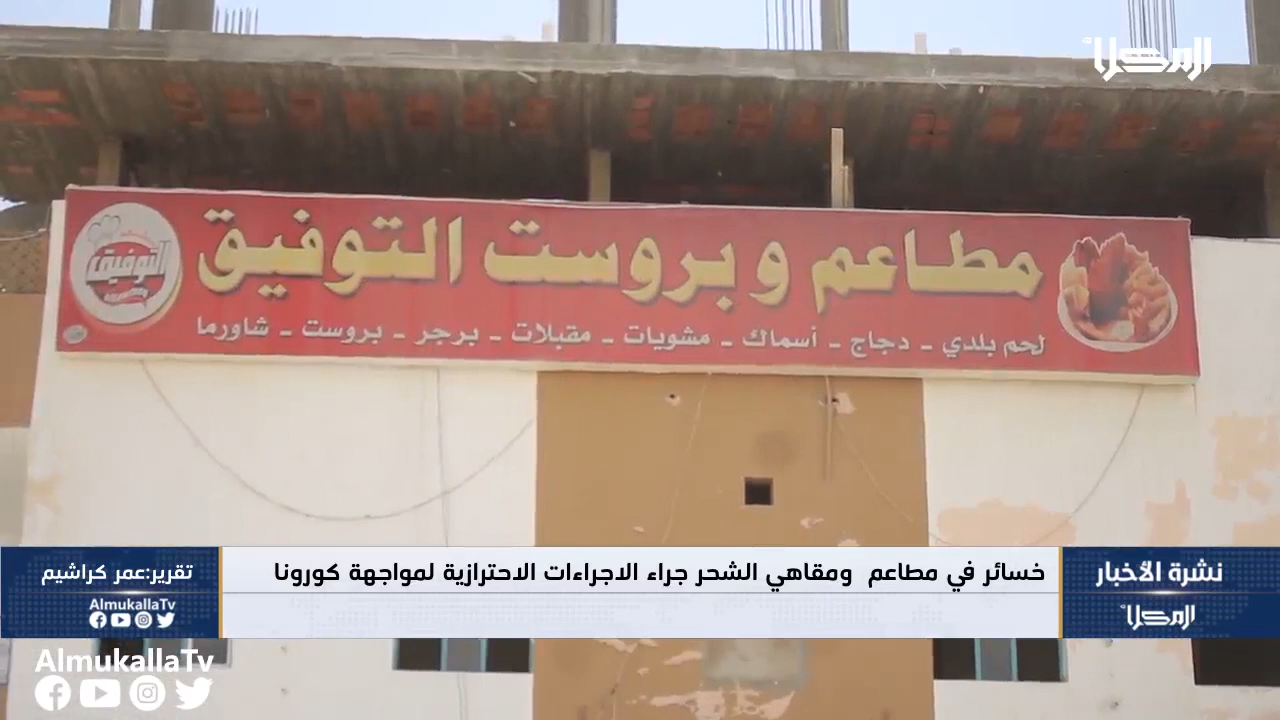 المكلا
مطاعم وبروست التوفيق
التوفيق
لحم بلدي - دجاج - أسماك - مشويات - مقبلات - برجر - بروست - شاورما
نشرة الأخبار
المكلا
خسائر في مطاعم ومقاهي الشحر جراء الاجراءات الاحترازية لمواجهة كورونا
تقرير:عمر كراشيم
AlmukallaTv
AlmukallaTv